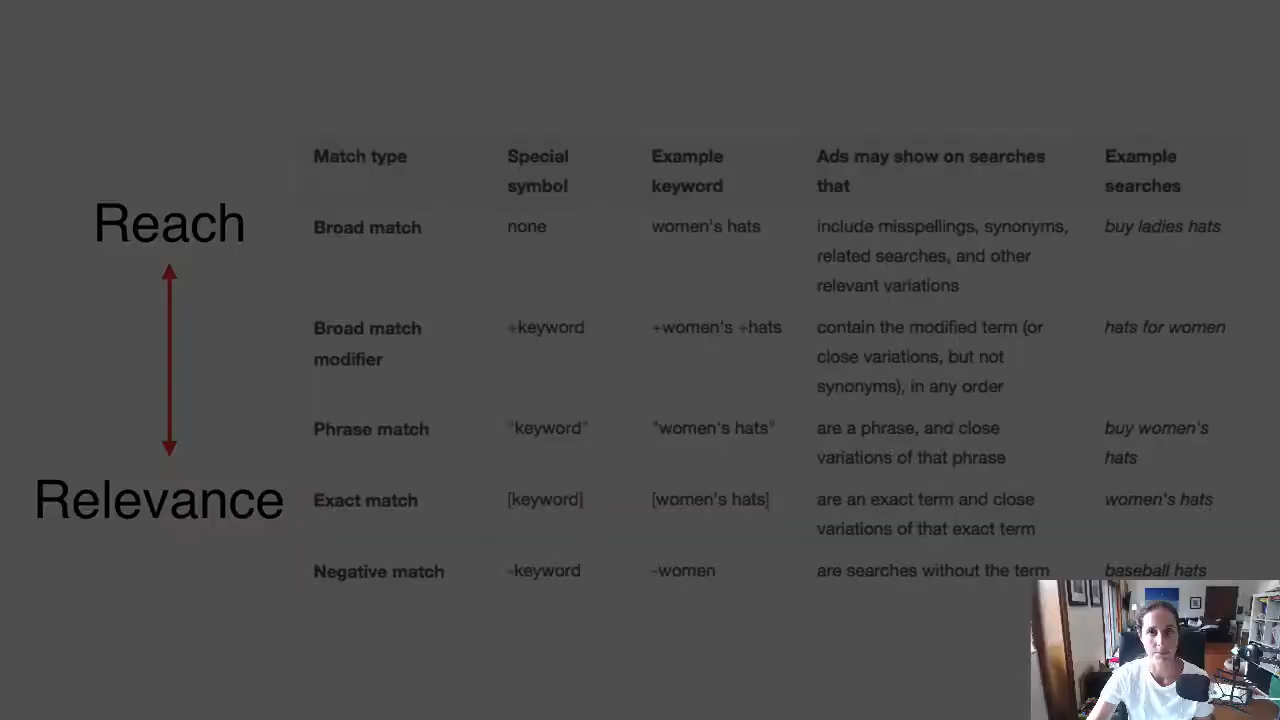 Reach
Relevance
Match type
Special
symbol
Example
keyword
Ads may show on searches
that
Example
searches
Broad match
none
women's hats
include misspellings, synonyms,
related searches, and other
relevant variations
buy ladies hats
Broad match
modifier
+keyword
+women's +hats
contain the modified term (or
close variations, but not
synonyms), in any order
hats for women
Phrase match
"keyword"
"women's hats"
are a phrase, and close
variations of that phrase
buy women's
hats
Exact match
[keyword]
[women's hats]
are an exact term and close
variations of that exact term
women's hats
Negative match
-keyword
-women
are searches without the term
baseball hats